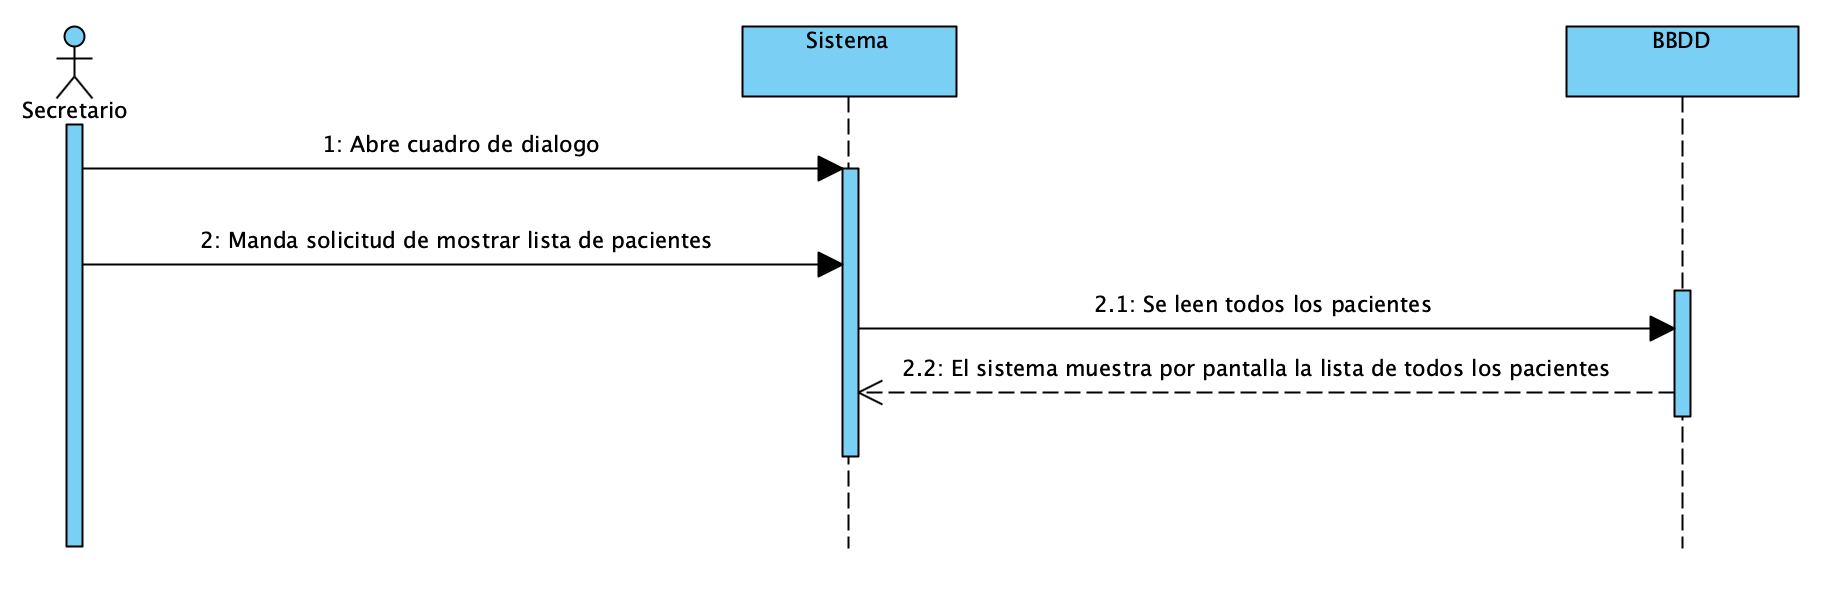 Sistema
BBDD
Secretario
1: Abre cuadro de dialogo
2: Manda solicitud de mostrar lista de pacientes
2.1: Se leen todos los pacientes
2.2: El sistema muestra por pantalla la lista de todos los pacientes